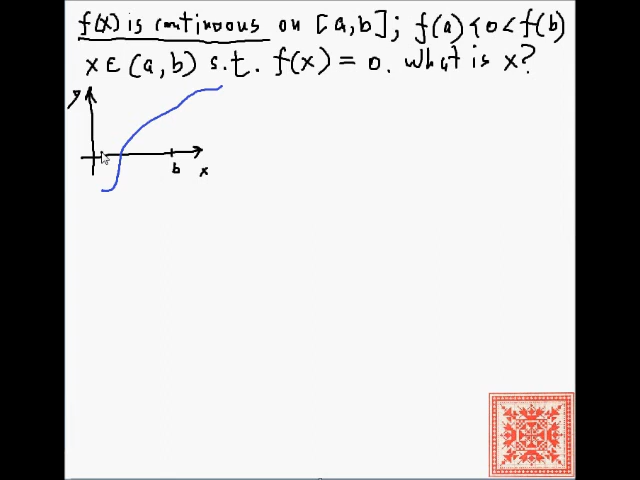 f(x) is continuous on [a,b]; f(a)<0<f(b)
x∈(a,b) s.t. f(x)=0. What is x?
y
b x